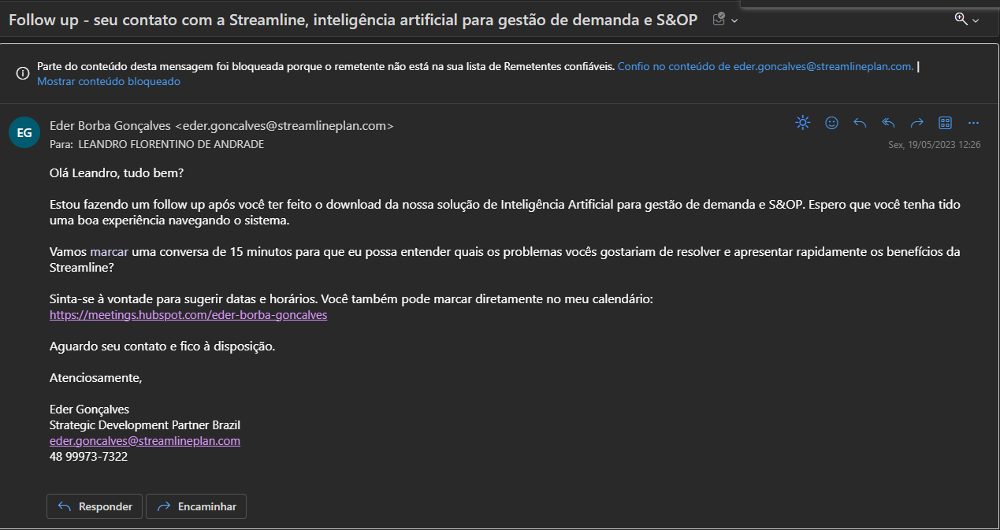 Follow up - seu contato com a Streamline, inteligência artificial para gestão de demanda e S&OP
Parte do conteúdo desta mensagem foi bloqueada porque o remetente não está na sua lista de Remetentes confiáveis. Confio no conteúdo de eder.goncalves@streamlineplan.com. |
Mostrar conteúdo bloqueado
EG
Eder Borba Gonçalves <eder.goncalves@streamlineplan.com>
Para: LEANDRO FLORENTINO DE ANDRADE
Sex, 19/05/2023 12:26
Olá Leandro, tudo bem?
Estou fazendo um follow up após você ter feito o download da nossa solução de Inteligência Artificial para gestão de demanda e S&OP. Espero que você tenha tido
uma boa experiência navegando o sistema.
Vamos marcar uma conversa de 15 minutos para que eu possa entender quais os problemas vocês gostariam de resolver e apresentar rapidamente os benefícios da
Streamline?
Sinta-se à vontade para sugerir datas e horários. Você também pode marcar diretamente no meu calendário:
https://meetings.hubspot.com/eder-borba-goncalves
Aguardo seu contato e fico à disposição.
Atenciosamente,
Eder Gonçalves
Strategic Development Partner Brazil
eder.goncalves@streamlineplan.com
48 99973-7322
Responder
Encaminhar